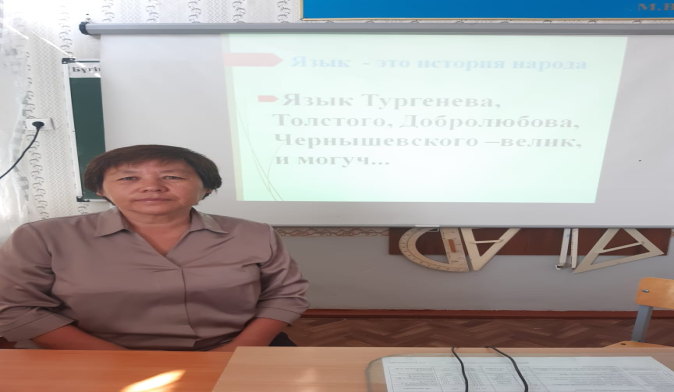 М.
Язык - это история народа
Язык Тургенева,
Толстого, Добролюбова,
Чернышевского –велик,
и могуч...